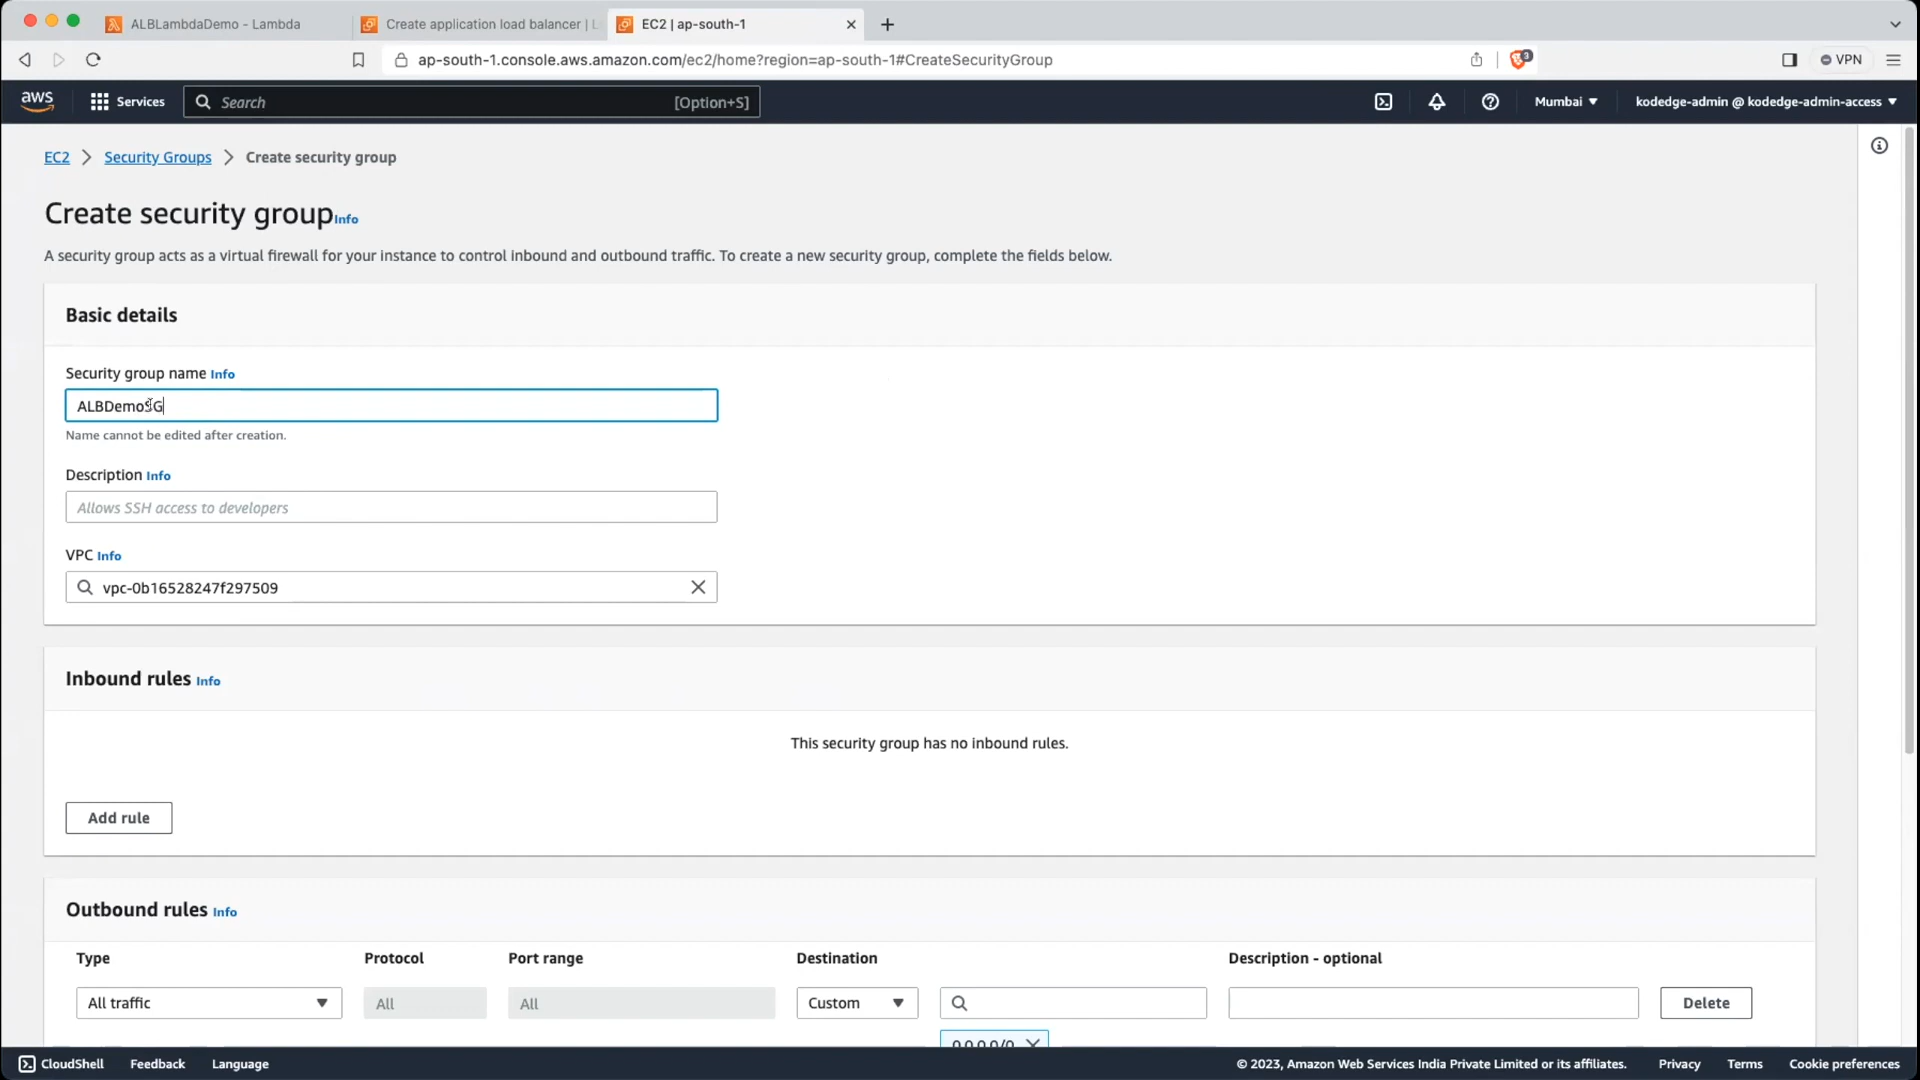 ALBLambdaDemo - Lambda
Create application load balancer | L
EC2 | ap-south-1
ap-south-1.console.aws.amazon.com/ec2/home?region=ap-south-1#CreateSecurityGroup
3
VPN
aws
Services
Search
[Option+S]
Mumbai
kodedge-admin @ kodedge-admin-access
EC2
Security Groups
Create security group
Create security group Info
A security group acts as a virtual firewall for your instance to control inbound and outbound traffic. To create a new security group, complete the fields below.
Basic details
Security group name Info
ALBDemoSG
Name cannot be edited after creation.
Description Info
Allows SSH access to developers
VPC Info
vpc-0b16528247f297509
Inbound rules Info
This security group has no inbound rules.
Add rule
Outbound rules Info
Type
Protocol
Port range
Destination
Description - optional
All traffic
All
All
Custom
Delete
0.0.0.0/0
CloudShell
Feedback
Language
© 2023, Amazon Web Services India Private Limited or its affiliates.
Privacy
Terms
Cookie preferences